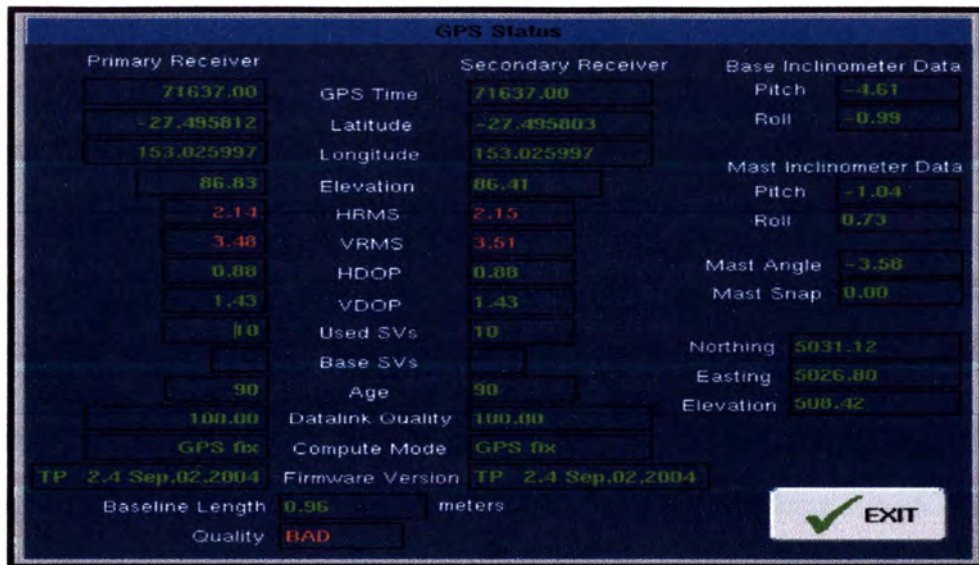 GPS Status
Primary Receiver Secondary Receiver Base Inclinometer Data
71637.00 GPS Time 71637.00 Pitch -4.61
-27.495812 Latitude -27.495803 Roll -0.99
153.025997 Longitude 153.025997
Mast Inclinometer Data
86.83 Elevation 86.41 Pitch -1.04
2.14 HRMS 2.15 Roll 0.73
3.48 VRMS 3.51
0.88 HDOP 0.88 Mast Angle -3.58
1.43 VDOP 1.43 Mast Snap 0.00
10 Used SVs 10
Base SVs Northing 5031.12
90 Age 90 Easting 5026.80
100.00 Datalink Quality 100.00 Elevation 508.42
GPS fix Compute Mode GPS fix
TP 2.4 Sep,02,2004 Firmware Version TP 2.4 Sep,02,2004
Baseline Length 0.96 meters
Quality BAD
EXIT